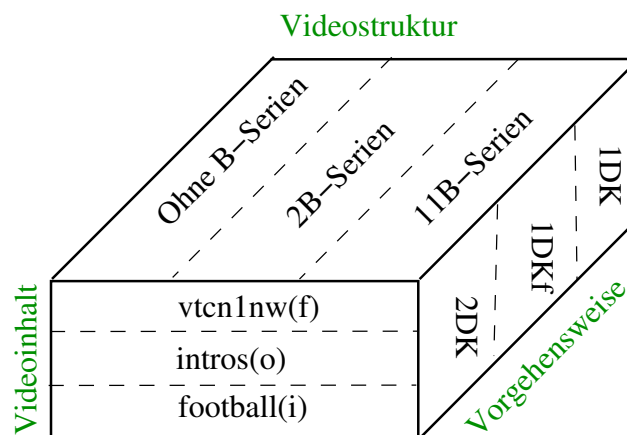 Videostruktur
Ohne B−Serien
2B−Serien
11B−Serien
1DK
1DKf
2DK
Videoinhalt
vtcn1nw(f)
intros(o)
football(i)
Vorgehensweise